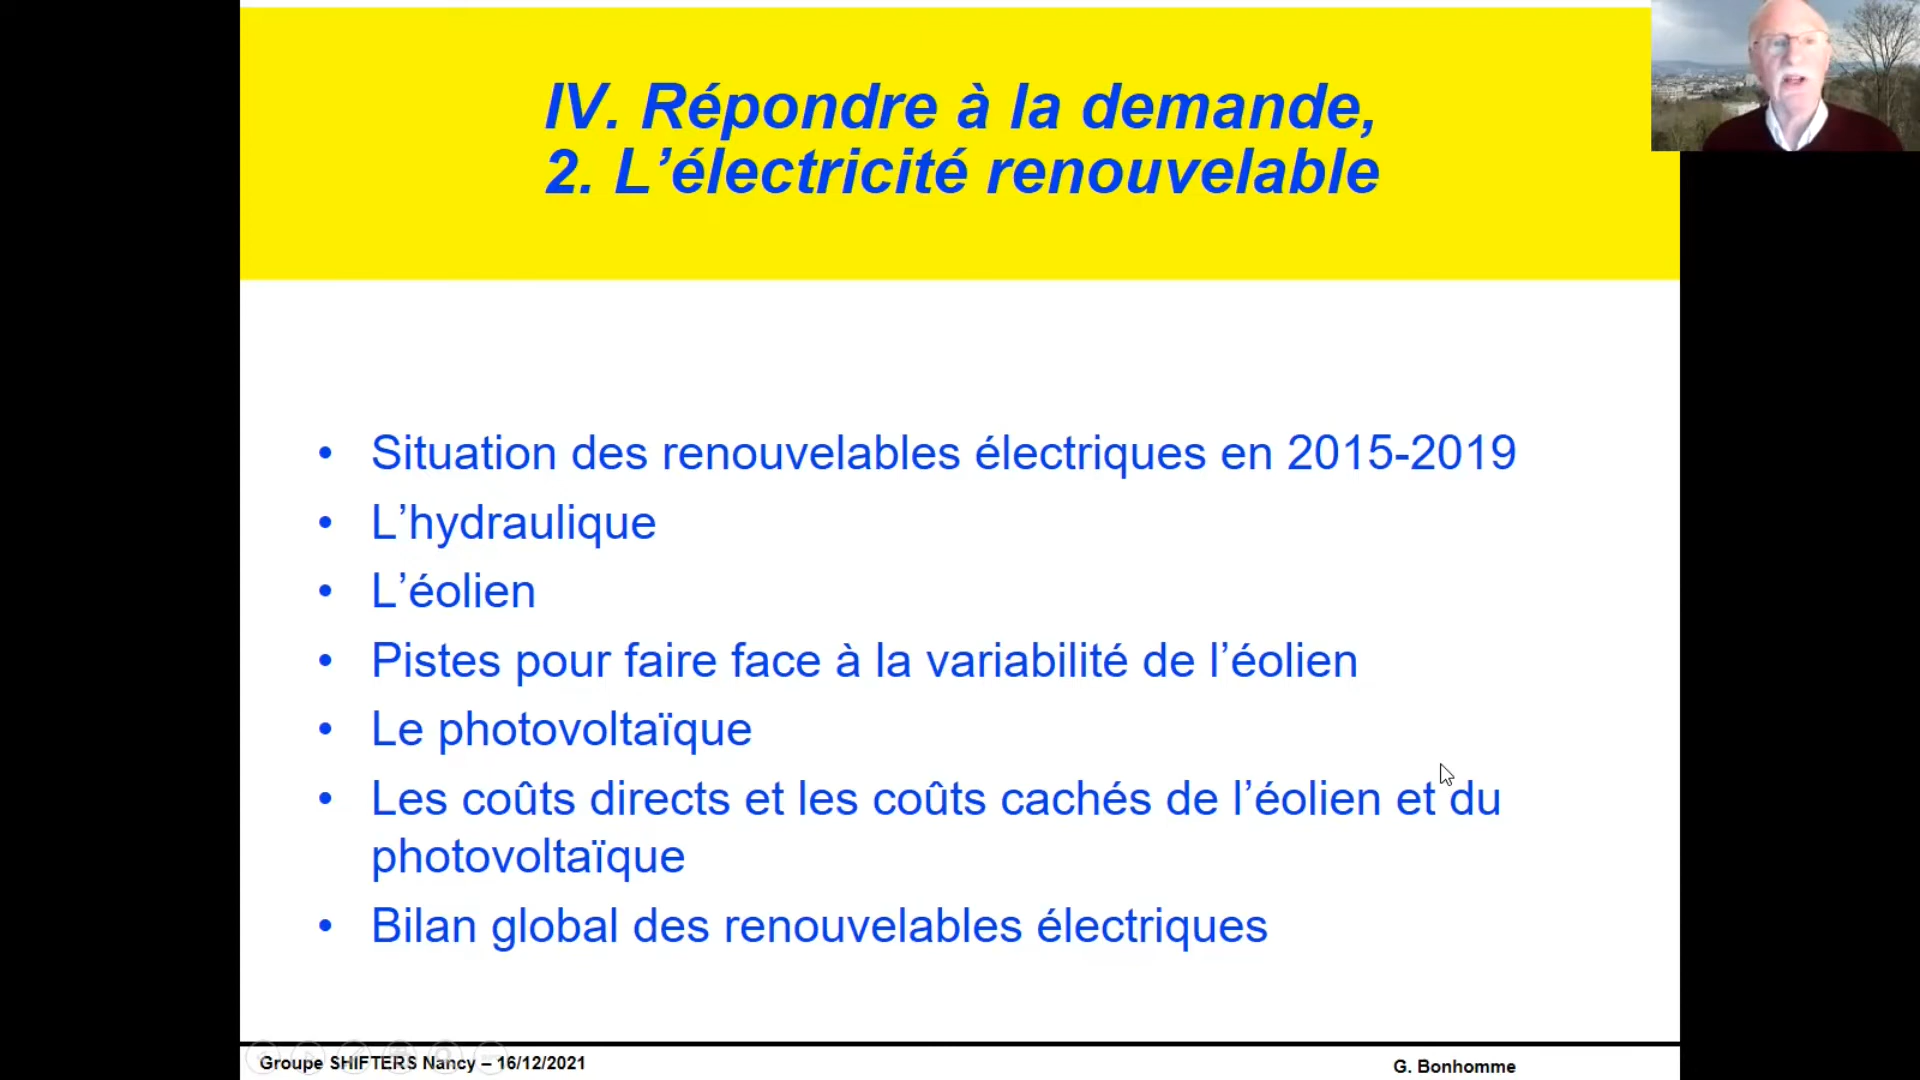 IV. Répondre à la demande,
2. L’électricité renouvelable
• Situation des renouvelables électriques en 2015-2019
• L’hydraulique
• L’éolien
• Pistes pour faire face à la variabilité de l’éolien
• Le photovoltaïque
• Les coûts directs et les coûts cachés de l’éolien et du
photovoltaïque
• Bilan global des renouvelables électriques
Groupe SHIFTERS Nancy – 16/12/2021
G. Bonhomme